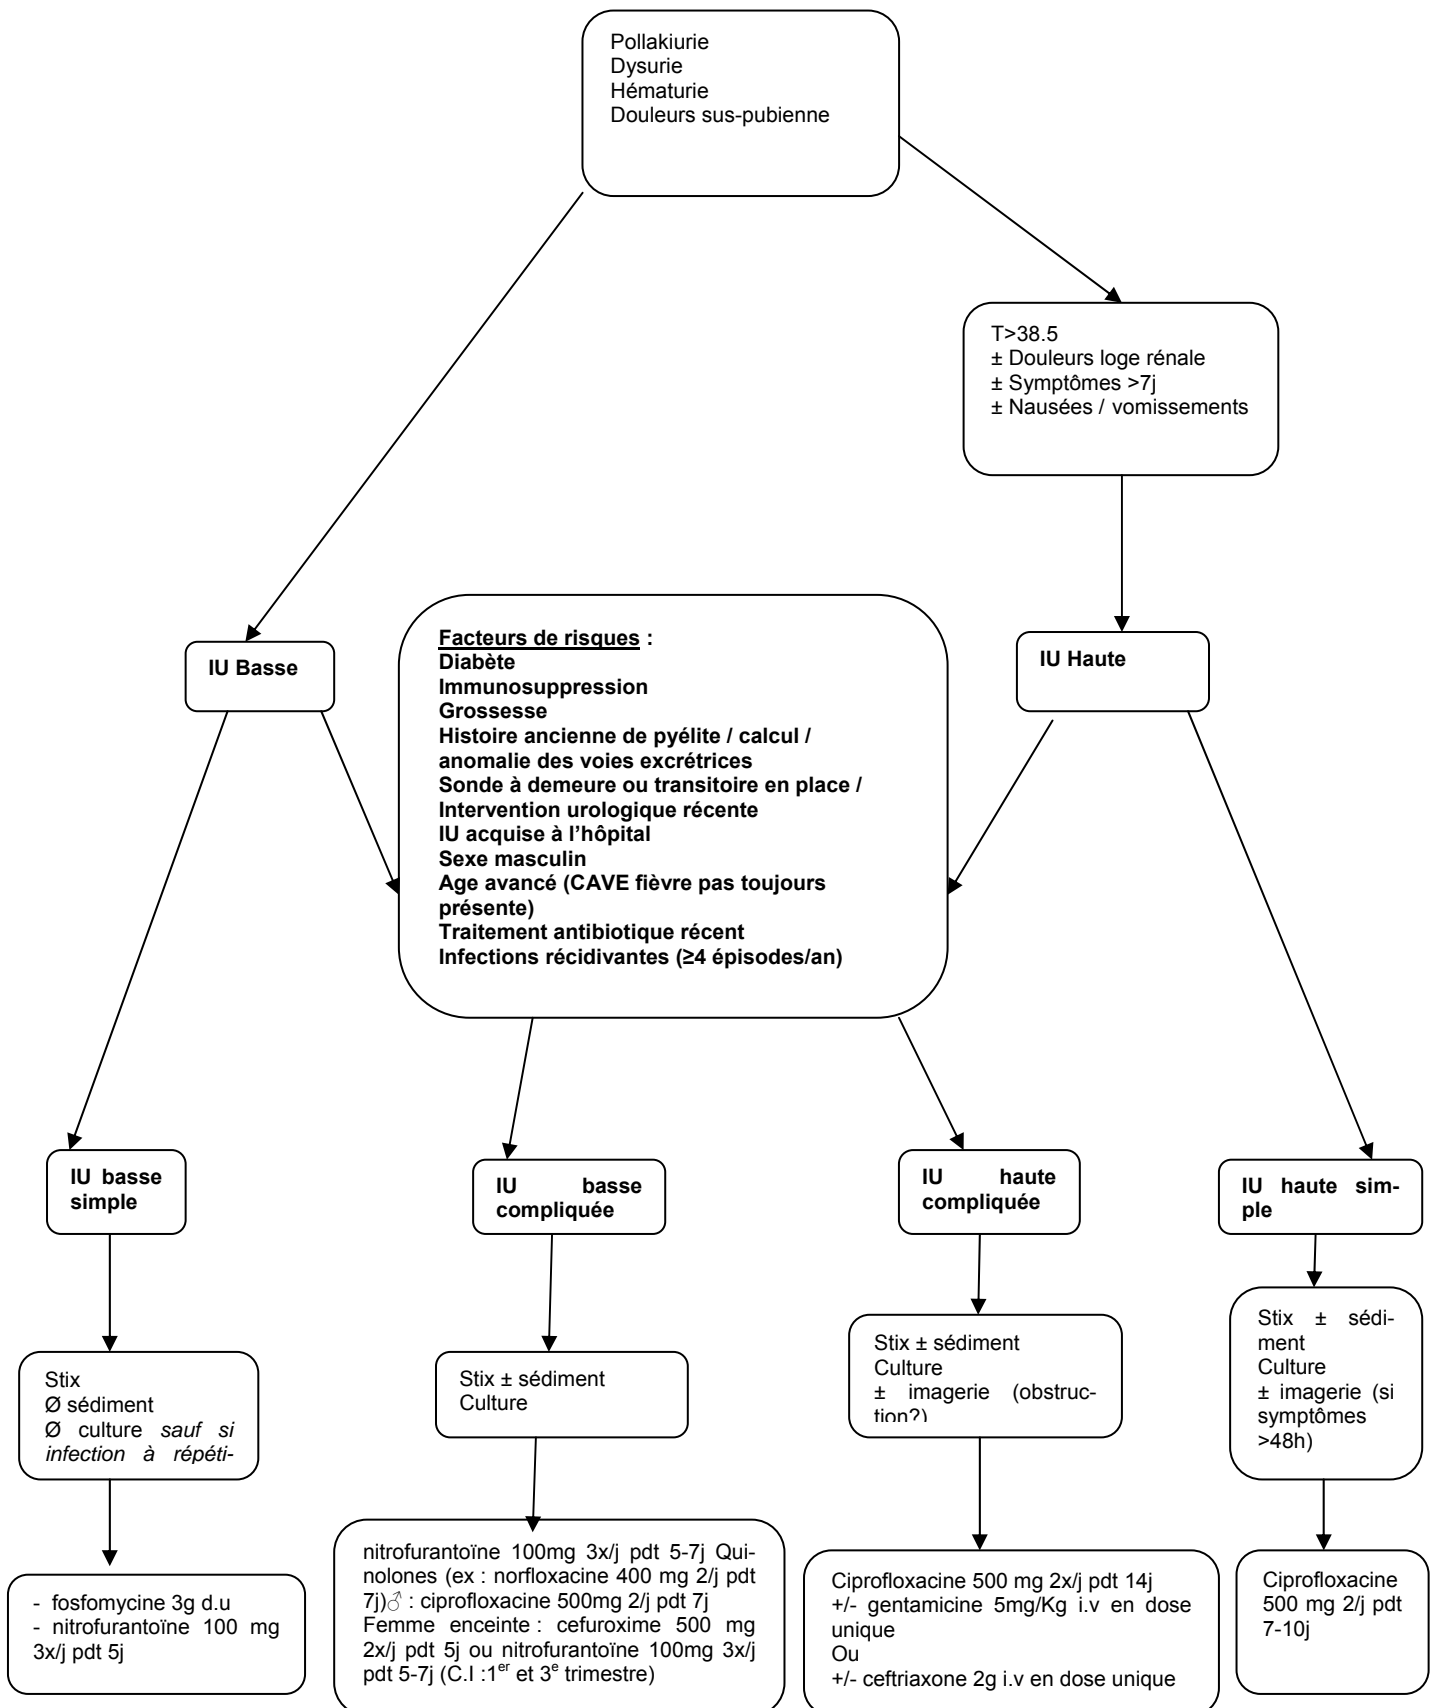 Pollakiurie
Dysurie
Hématurie
Douleurs sus-pubienne
T>38.5
± Douleurs loge rénale
± Symptômes >7j
± Nausées / vomissements
IU Basse
Facteurs de risques :
Diabète
Immunosuppression
Grossesse
Histoire ancienne de pyélite / calcul /
anomalie des voies excrétrices
Sonde à demeure ou transitoire en place /
Intervention urologique récente
IU acquise à l’hôpital
Sexe masculin
Age avancé (CAVE fièvre pas toujours
présente)
Traitement antibiotique récent
Infections récidivantes (≥4 épisodes/an)
IU Haute
IU basse
simple
IU basse
compliquée
IU haute
compliquée
IU haute sim-
ple
Stix
Ø sédiment
Ø culture sauf si
infection à répéti-
Stix ± sédiment
Culture
Stix ± sédiment
Culture
± imagerie (obstruc-
tion?)
Stix ± sédi-
ment
Culture
± imagerie (si
symptômes
>48h)
- fosfomycine 3g d.u
- nitrofurantoïne 100 mg
3x/j pdt 5j
nitrofurantoïne 100mg 3x/j pdt 5-7j Qui-
nolones (ex : norfloxacine 400 mg 2/j pdt
7j)♂ : ciprofloxacine 500mg 2/j pdt 7j
Femme enceinte : cefuroxime 500 mg
2x/j pdt 5j ou nitrofurantoïne 100mg 3x/j
pdt 5-7j (C.I :1er et 3e trimestre)
Ciprofloxacine 500 mg 2x/j pdt 14j
+/- gentamicine 5mg/Kg i.v en dose
unique
Ou
+/- ceftriaxone 2g i.v en dose unique
Ciprofloxacine
500 mg 2/j pdt
7-10j